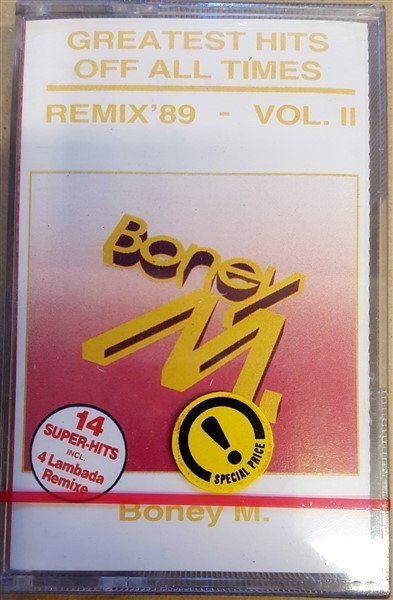 GREATEST HITS
OFF ALL TIMES
REMIX'89 - VOL. II
Boney
M.
14
SUPER-HITS
INCL.
4 Lambada
Remixe
!
SPECIAL PRICE
Boney M.